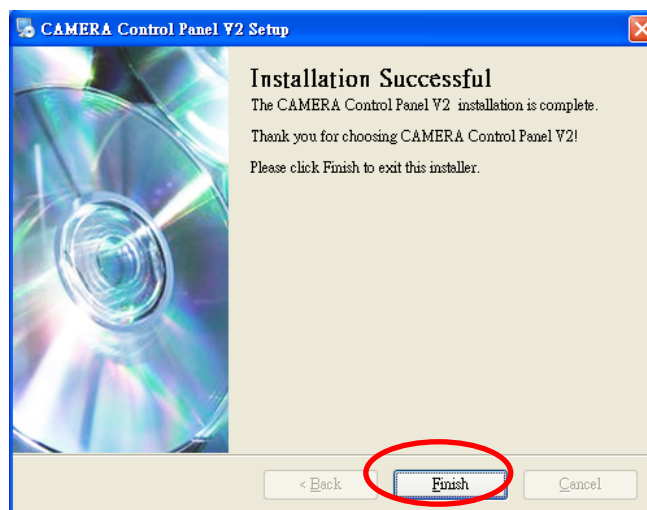 CAMERA Control Panel V2 Setup
Installation Successful
The CAMERA Control Panel V2 installation is complete.
Thank you for choosing CAMERA Control Panel V2!
Please click Finish to exit this installer.
< Back Finish Cancel